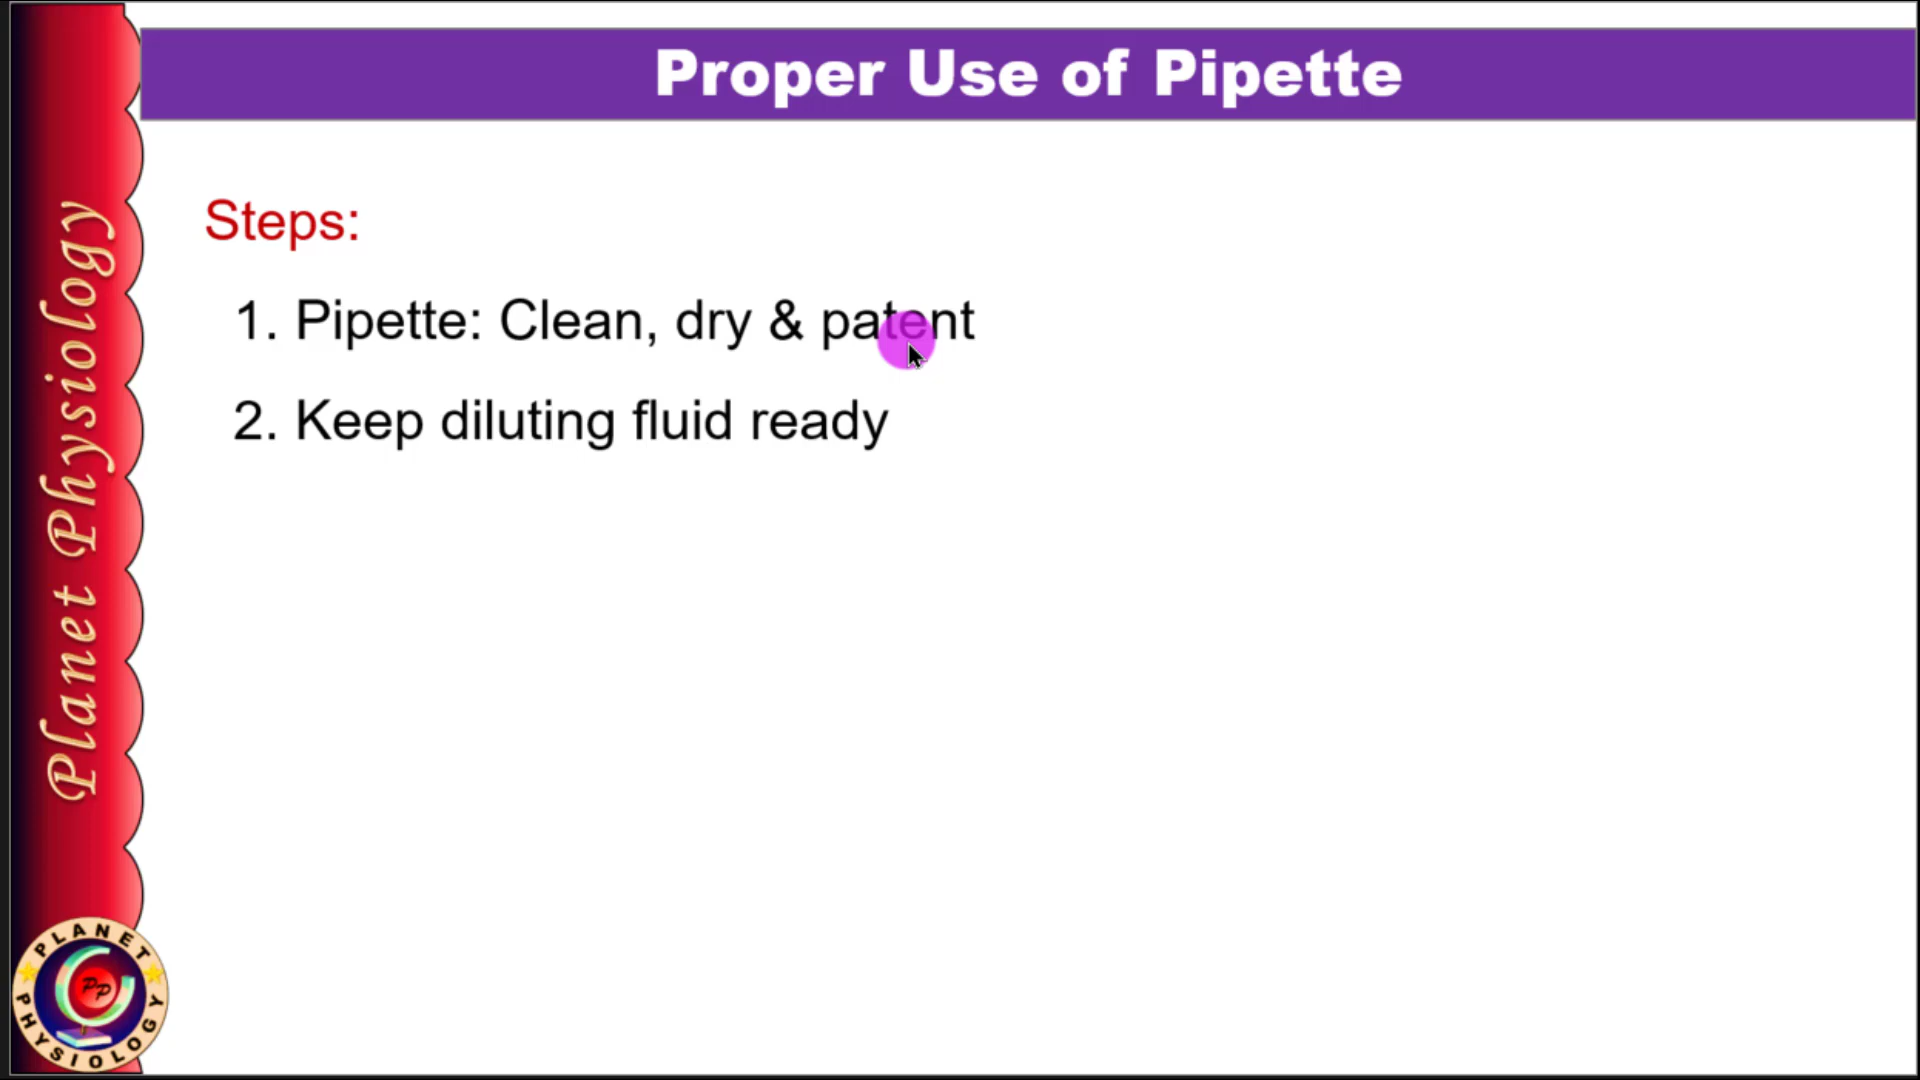 Proper Use of Pipette
Steps:
1. Pipette: Clean, dry & patent
2. Keep diluting fluid ready
Planet Physiology
PLANET
PP
PHYSIOLOGY